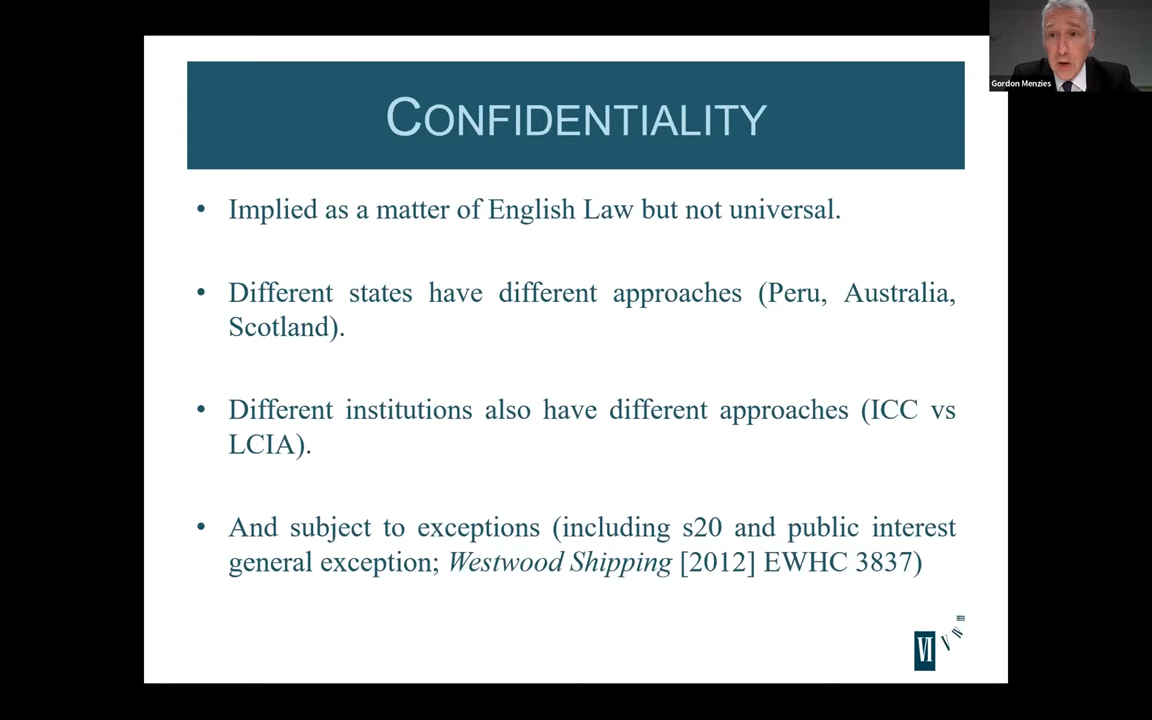 CONFIDENTIALITY
Gordon Menzies
• Implied as a matter of English Law but not universal.
• Different states have different approaches (Peru, Australia,
Scotland).
• Different institutions also have different approaches (ICC vs
LCIA).
• And subject to exceptions (including s20 and public interest
general exception; Westwood Shipping [2012] EWHC 3837)
VI